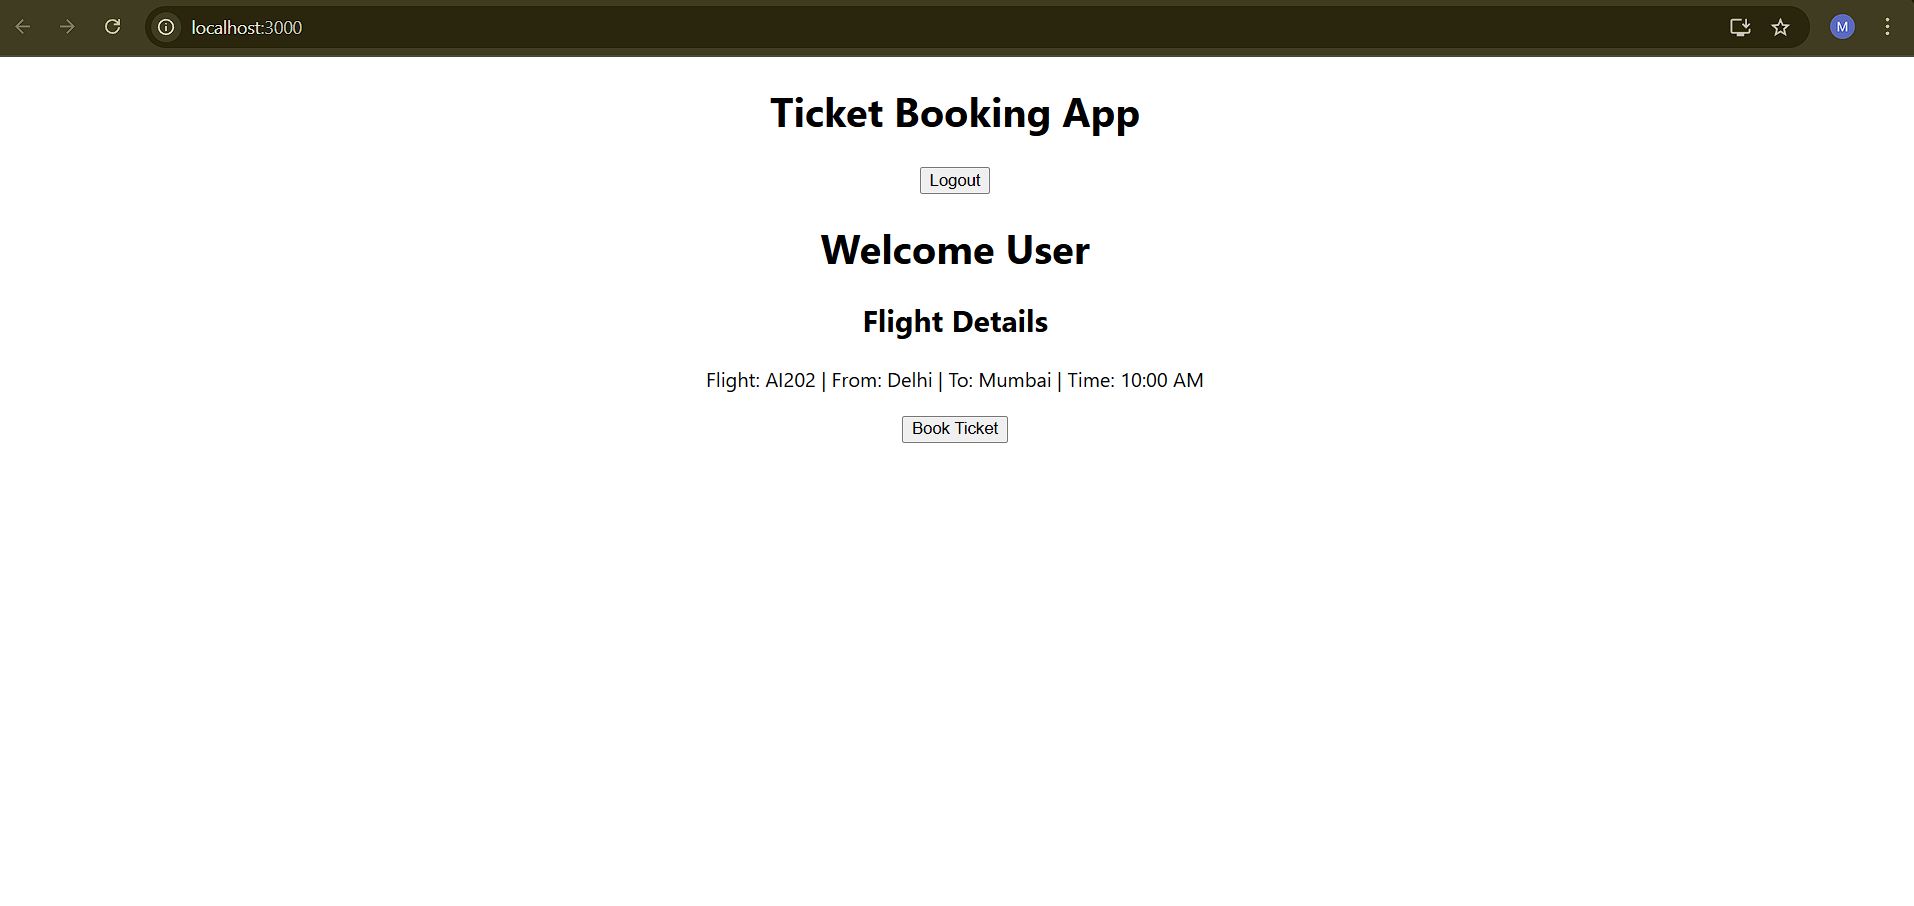 localhost:3000
M
Ticket Booking App
Logout
Welcome User
Flight Details
Flight: AI202 | From: Delhi | To: Mumbai | Time: 10:00 AM
Book Ticket